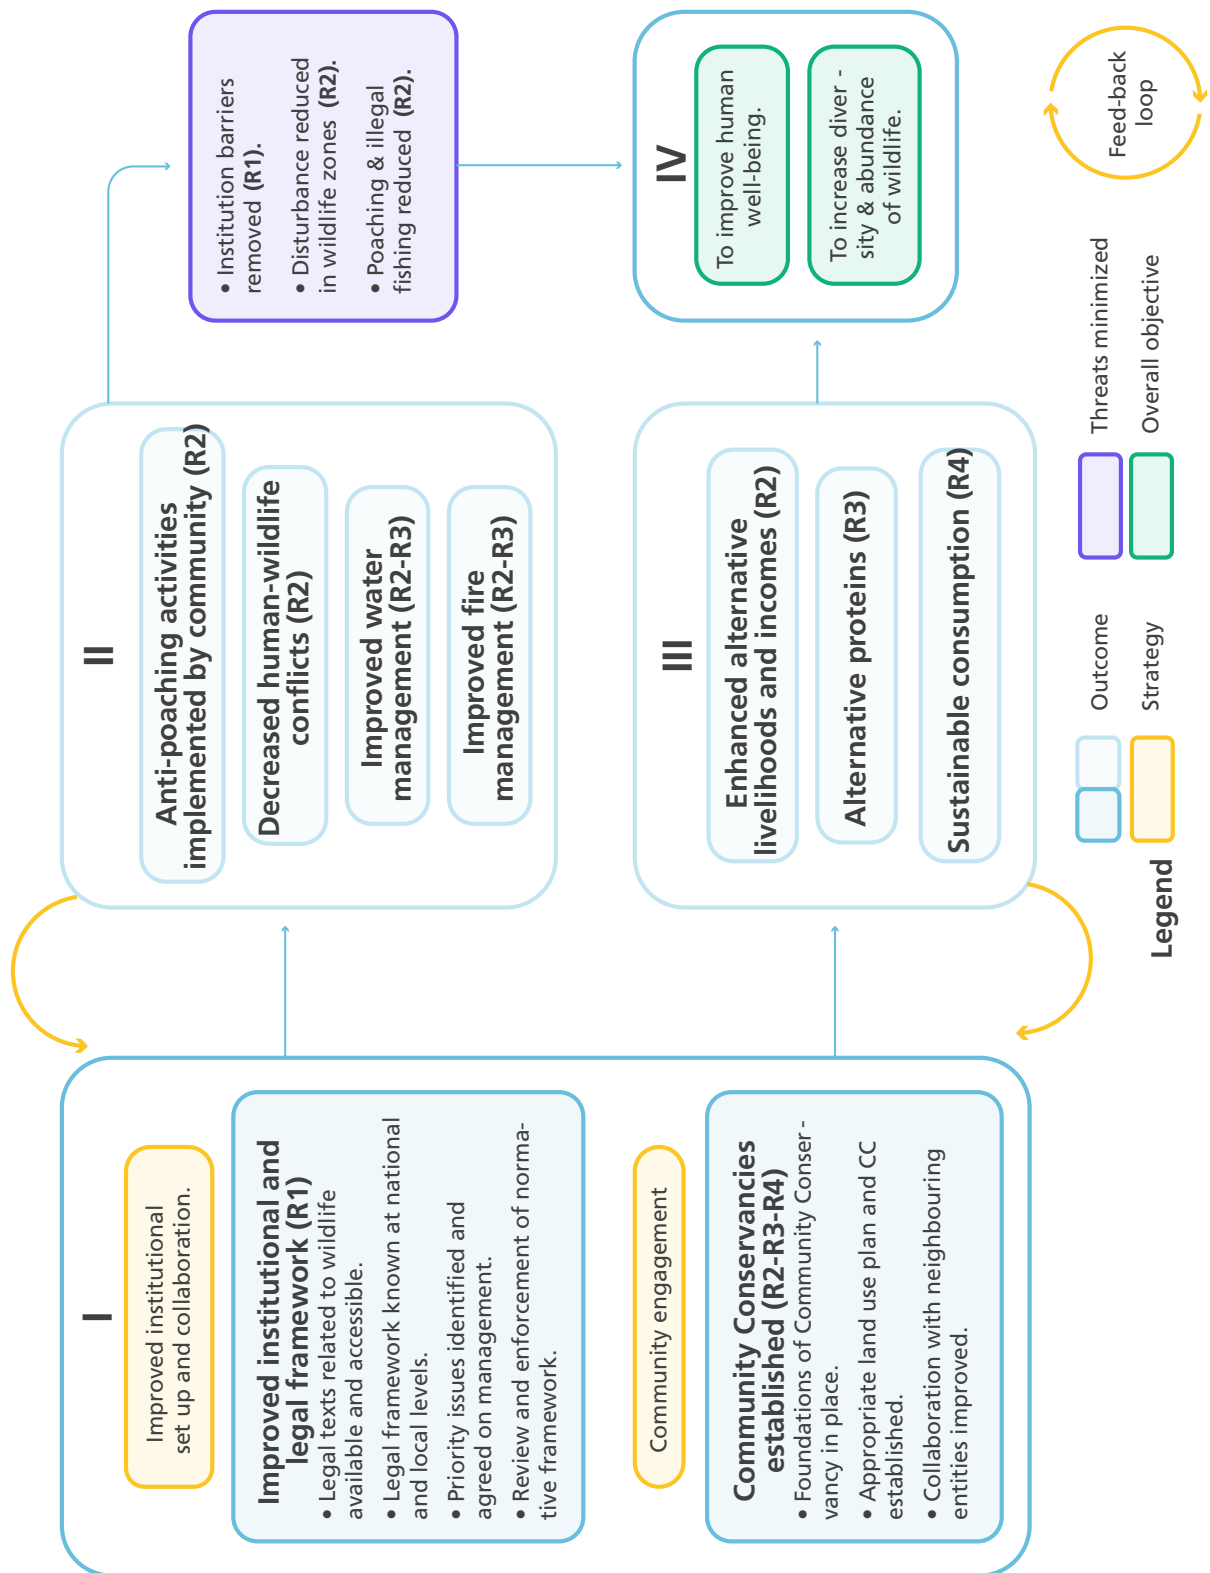 I
Improved institutional
set up and collaboration.
Improved institutional and
legal framework (R1)
• Legal texts related to wildlife
available and accessible.
• Legal framework known at national
and local levels.
• Priority issues identified and
agreed on management.
• Review and enforcement of norma-
tive framework.
Community engagement
Community Conservancies
established (R2-R3-R4)
• Foundations of Community Conser-
vancy in place.
• Appropriate land use plan and CC
established.
• Collaboration with neighbouring
entities improved.
II
Anti-poaching activities
implemented by community (R2)
Decreased human-wildlife
conflicts (R2)
Improved water
management (R2-R3)
Improved fire
management (R2-R3)
III
Enhanced alternative
livelihoods and incomes (R2)
Alternative proteins (R3)
Sustainable consumption (R4)
• Institution barriers
removed (R1).
• Disturbance reduced
in wildlife zones (R2).
• Poaching & illegal
fishing reduced (R2).
IV
To improve human
well-being.
To increase diver-
sity & abundance
of wildlife.
Legend
Outcome
Strategy
Threats minimized
Overall objective
Feed-back
loop